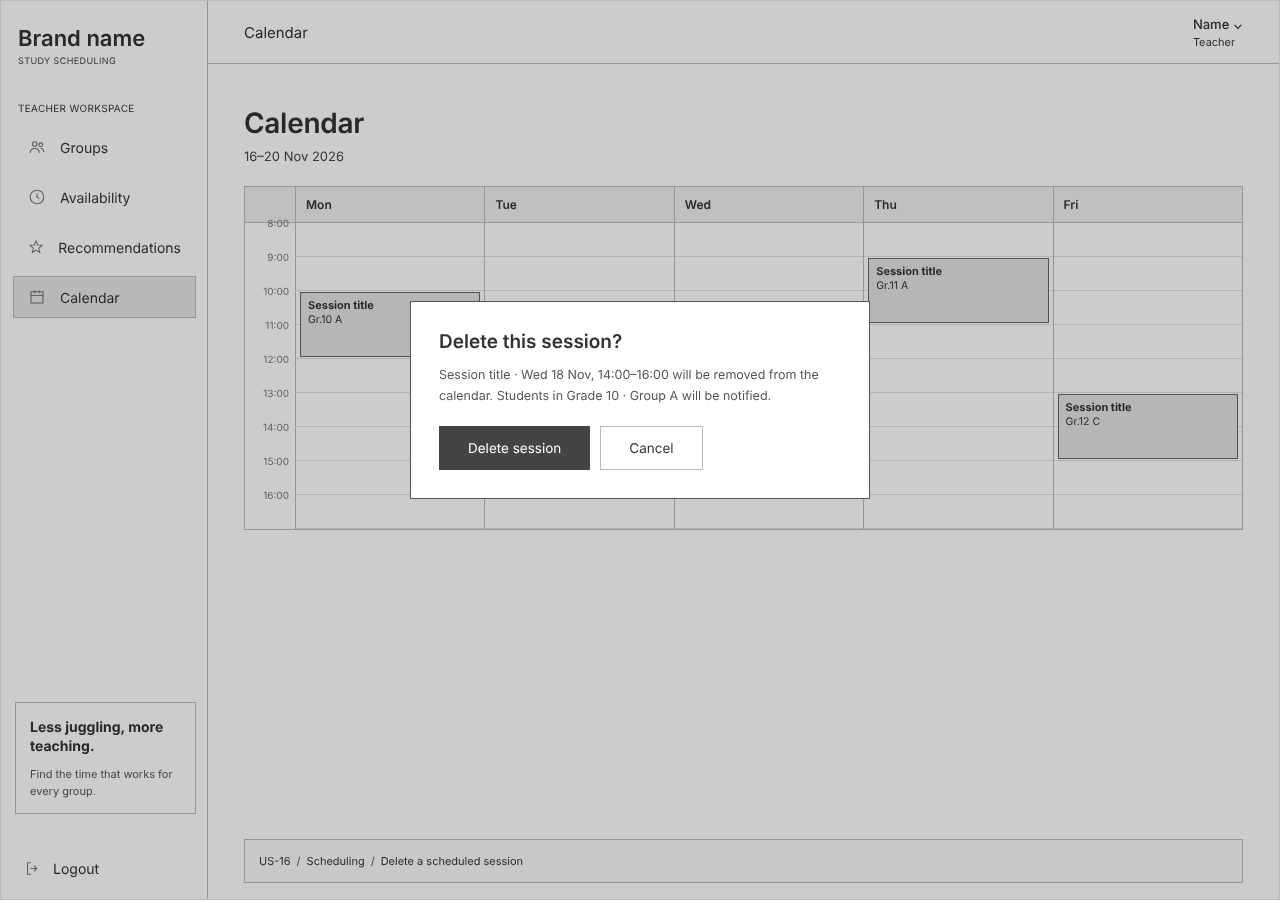 Brand name
STUDY SCHEDULING
TEACHER WORKSPACE
Groups
Availability
Recommendations
Calendar
Less juggling, more
teaching.
Find the time that works for
every group.
Logout
Calendar
Name
Teacher
Calendar
16–20 Nov 2026
Mon Tue Wed Thu Fri
8:00
9:00
10:00
11:00
12:00
13:00
14:00
15:00
16:00
Session title
Gr.10 A
Session title
Gr.11 A
Session title
Gr.12 C
Delete this session?
Session title · Wed 18 Nov, 14:00–16:00 will be removed from the
calendar. Students in Grade 10 · Group A will be notified.
Delete session
Cancel
US-16 / Scheduling / Delete a scheduled session